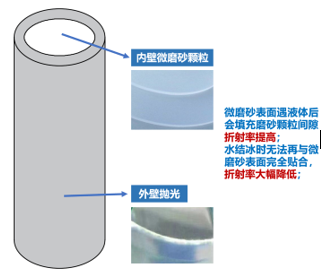 内壁微磨砂颗粒
微磨砂表面遇液体后
会填充磨砂颗粒间隙
折射率提高；
水结冰时无法再与微
磨砂表面完全贴合，
折射率大幅降低；
外壁抛光